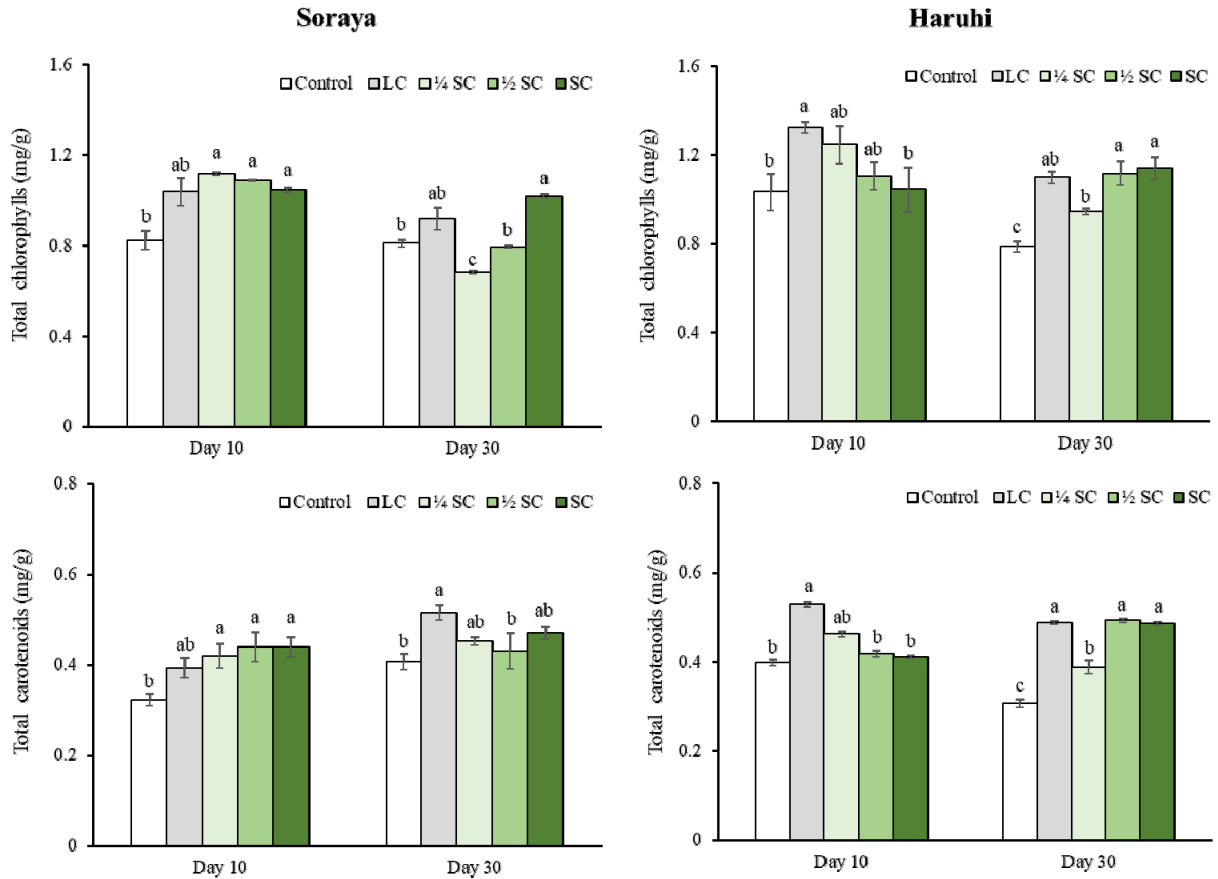 Soraya
Haruhi
Total chlorophylls (mg/g)
1.6
1.2
0.8
0.4
0
Control LC ¼ SC ½ SC SC
b ab a a a
b ab c b a
Day 10 Day 30
Total chlorophylls (mg/g)
1.6
1.2
0.8
0.4
0
Control LC ¼ SC ½ SC SC
b a ab ab b
c ab b a a
Day 10 Day 30
Total carotenoids (mg/g)
0.8
0.6
0.4
0.2
0
Control LC ¼ SC ½ SC SC
b ab a a a
b a ab b ab
Day 10 Day 30
Total carotenoids (mg/g)
0.8
0.6
0.4
0.2
0
Control LC ¼ SC ½ SC SC
b a ab b b
c a b a a
Day 10 Day 30